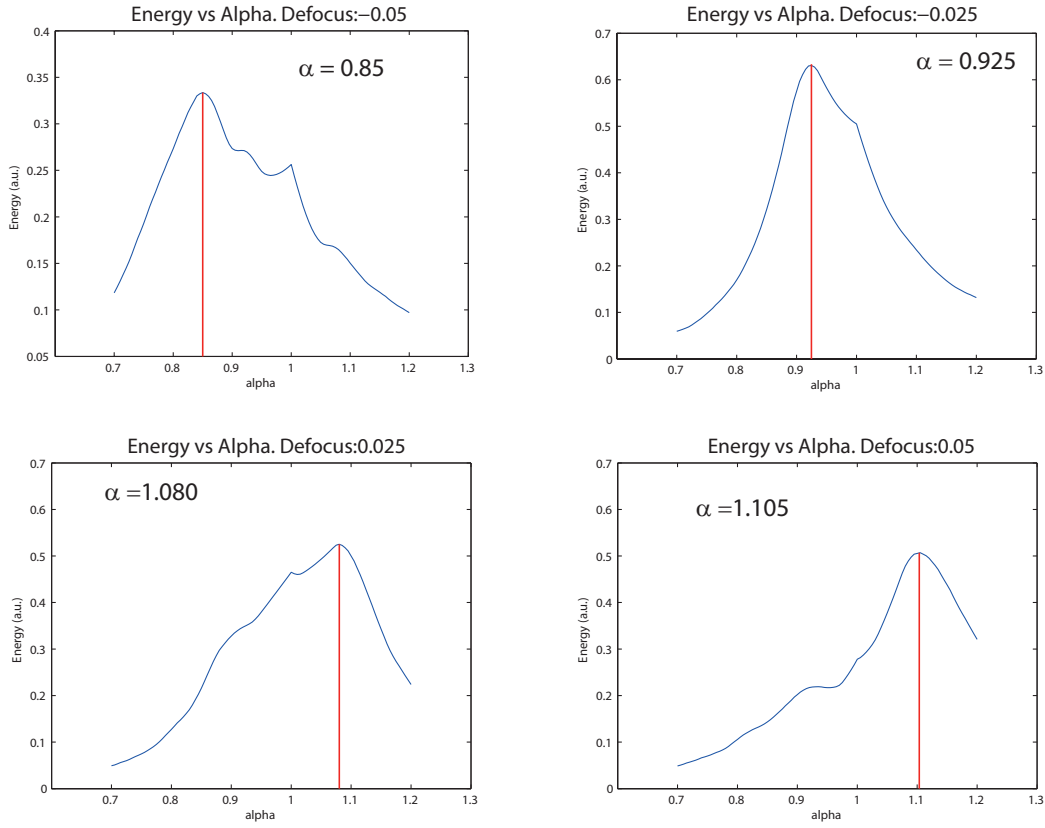 Energy vs Alpha. Defocus:−0.05
α = 0.85
0.4
0.35
0.3
0.25
0.2
0.15
0.1
0.05
Energy (a.u.)
0.7 0.8 0.9 1 1.1 1.2 1.3
alpha
Energy vs Alpha. Defocus:−0.025
α = 0.925
0.7
0.6
0.5
0.4
0.3
0.2
0.1
0
Energy (a.u.)
0.7 0.8 0.9 1 1.1 1.2 1.3
alpha
Energy vs Alpha. Defocus:0.025
α =1.080
0.7
0.6
0.5
0.4
0.3
0.2
0.1
0
Energy (a.u.)
0.7 0.8 0.9 1 1.1 1.2 1.3
alpha
Energy vs Alpha. Defocus:0.05
α =1.105
0.7
0.6
0.5
0.4
0.3
0.2
0.1
0
Energy (a.u.)
0.7 0.8 0.9 1 1.1 1.2 1.3
alpha